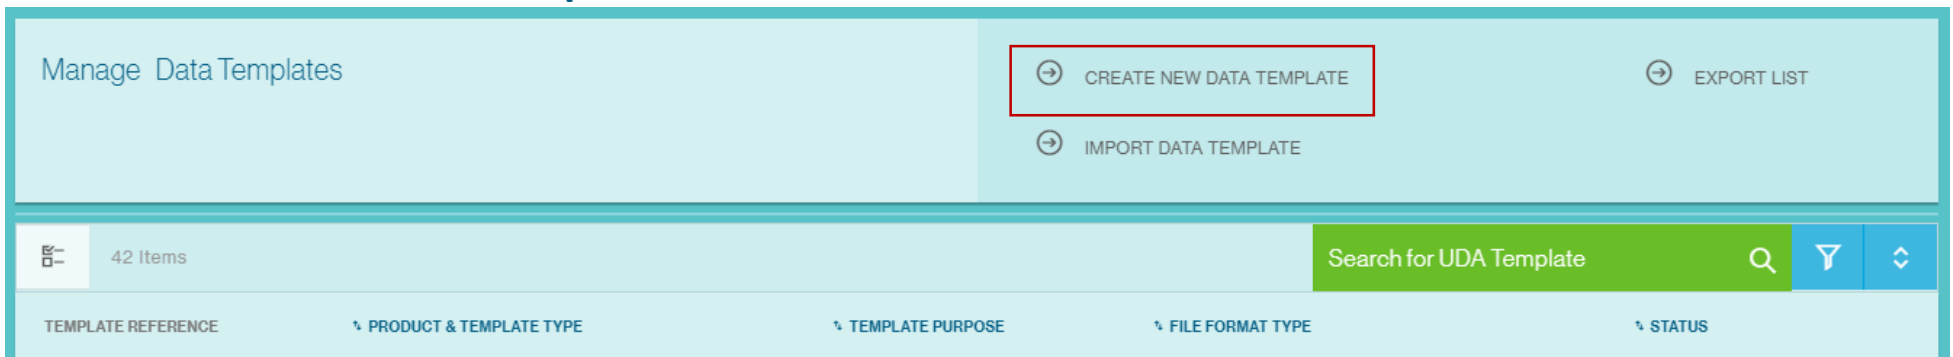 Manage Data Templates
CREATE NEW DATA TEMPLATE
EXPORT LIST
IMPORT DATA TEMPLATE
42 Items
Search for UDA Template
TEMPLATE REFERENCE PRODUCT & TEMPLATE TYPE TEMPLATE PURPOSE FILE FORMAT TYPE STATUS